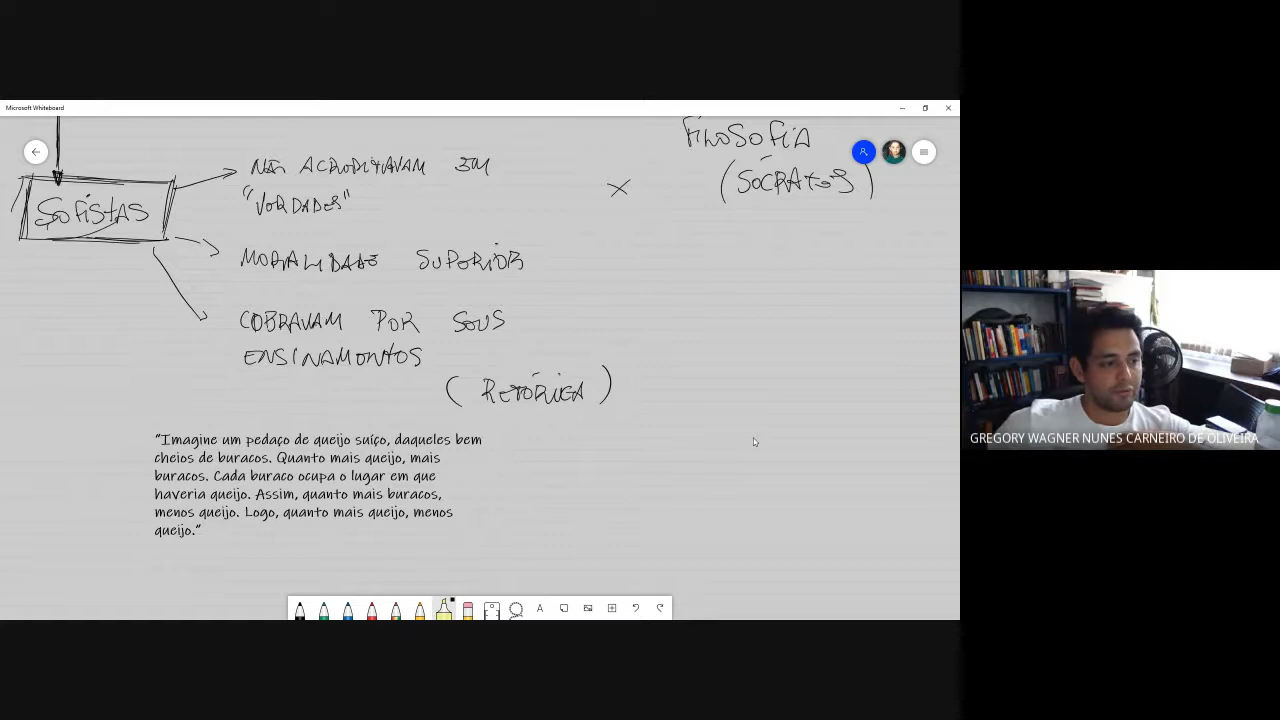 Microsoft Whiteboard
FILOSOFIA
(SÓCRATES)
NÃO ACREDITAVAM EM
"VERDADES"
X
SOFISTAS
MORALIDADE SUPERIOR
COBRAVAM POR SEUS
ENSINAMENTOS
(RETÓRICA)
"Imagine um pedaço de queijo suíço, daqueles bem
cheios de buracos. Quanto mais queijo, mais
buracos. Cada buraco ocupa o lugar em que
haveria queijo. Assim, quanto mais buracos,
menos queijo. Logo, quanto mais queijo, menos
queijo."
A
GREGORY WAGNER NUNES CARNEIRO DE OLIVEIRA